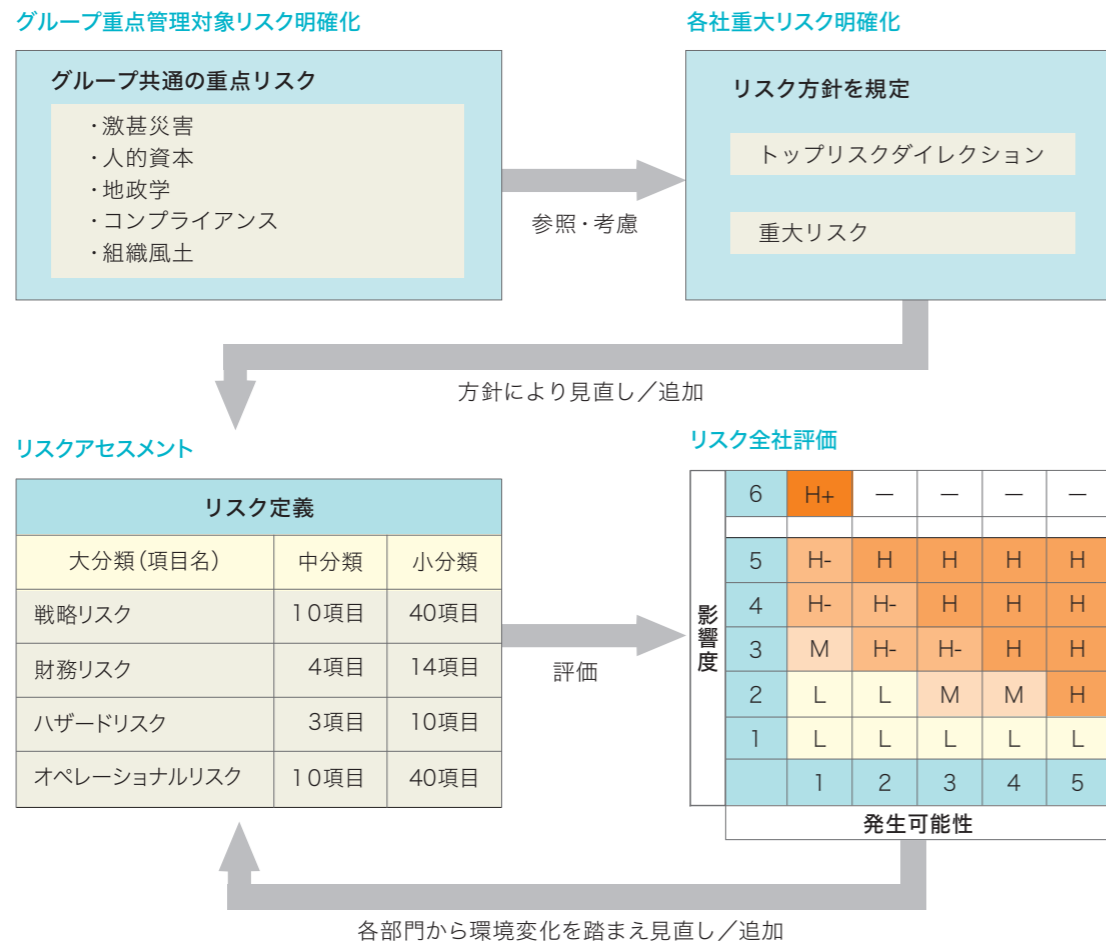 グループ重点管理対象リスク明確化
グループ共通の重点リスク
・激甚災害
・人的資本
・地政学
・コンプライアンス
・組織風土
参照・考慮
各社重大リスク明確化
リスク方針を規定
トップリスクダイレクション
重大リスク
方針により見直し/追加
リスクアセスメント
リスク定義
大分類(項目名) 中分類 小分類
戦略リスク 10項目 40項目
財務リスク 4項目 14項目
ハザードリスク 3項目 10項目
オペレーショナルリスク 10項目 40項目
評価
リスク全社評価
影響度
6 H+ － － － －
5 H- H H H H
4 H- H- H H H
3 M H- H- H H
2 L L M M H
1 L L L L L
1 2 3 4 5
発生可能性
各部門から環境変化を踏まえ見直し/追加